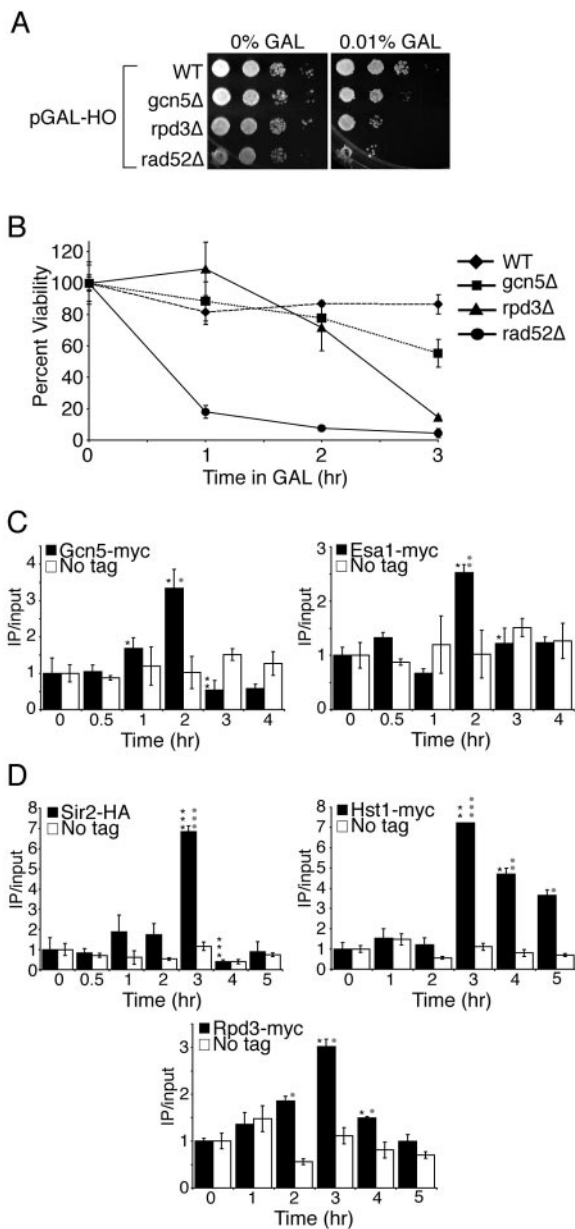 A
0% GAL 0.01% GAL
WT
gcn5Δ
pGAL-HO
rpd3Δ
rad52Δ
B
120
100
80
60
40
20
0
Percent Viability
0 1 2 3
Time in GAL (hr)
WT
gcn5Δ
rpd3Δ
rad52Δ
C
Gcn5-myc
No tag
5
4
3
2
1
0
IP/input
* * * **
0 0.5 1 2 3 4
Time (hr)
Esa1-myc
No tag
3
2
1
0
IP/input
* ** *
0 0.5 1 2 3 4
Time (hr)
D
Sir2-HA
No tag
8
7
6
5
4
3
2
1
0
IP/input
*** *** ***
0 0.5 1 2 3 4 5
Time (hr)
Hst1-myc
No tag
8
7
6
5
4
3
2
1
0
IP/input
** *** * ** *
0 1 2 3 4 5
Time (hr)
Rpd3-myc
No tag
3
2
1
0
IP/input
* * * * *
0 1 2 3 4 5
Time (hr)